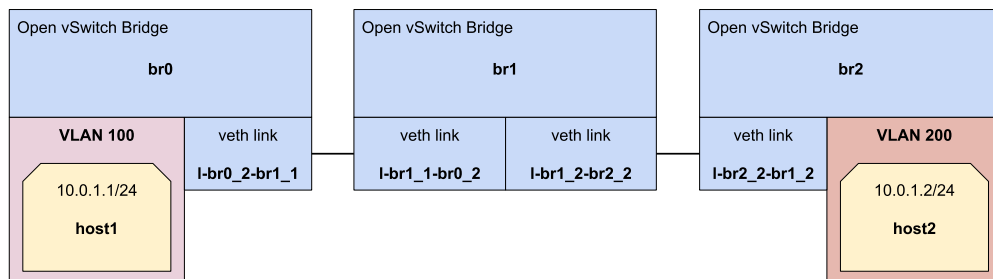 Open vSwitch Bridge
br0
VLAN 100
10.0.1.1/24
host1
veth link
l-br0_2-br1_1
Open vSwitch Bridge
br1
veth link
l-br1_1-br0_2
veth link
l-br1_2-br2_2
Open vSwitch Bridge
br2
veth link
l-br2_2-br1_2
VLAN 200
10.0.1.2/24
host2